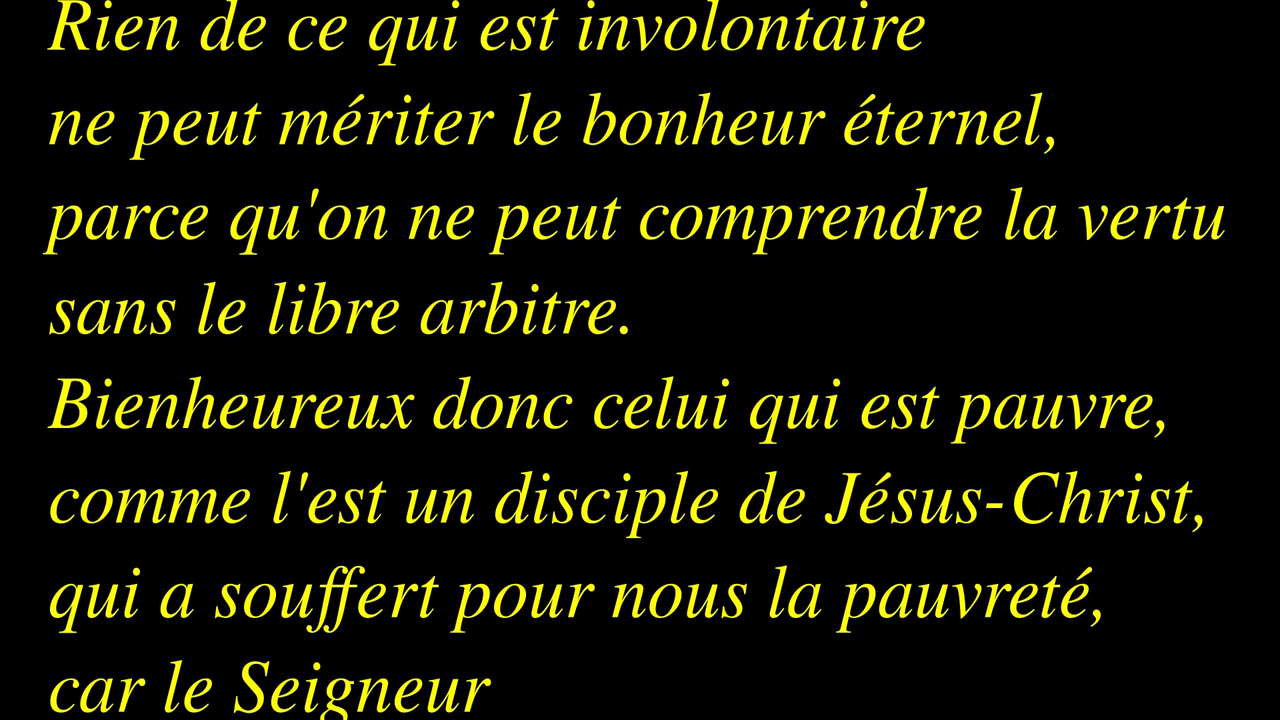 Rien de ce qui est involontaire
ne peut mériter le bonheur éternel,
parce qu'on ne peut comprendre la vertu
sans le libre arbitre.
Bienheureux donc celui qui est pauvre,
comme l'est un disciple de Jésus-Christ,
qui a souffert pour nous la pauvreté,
car le Seigneur